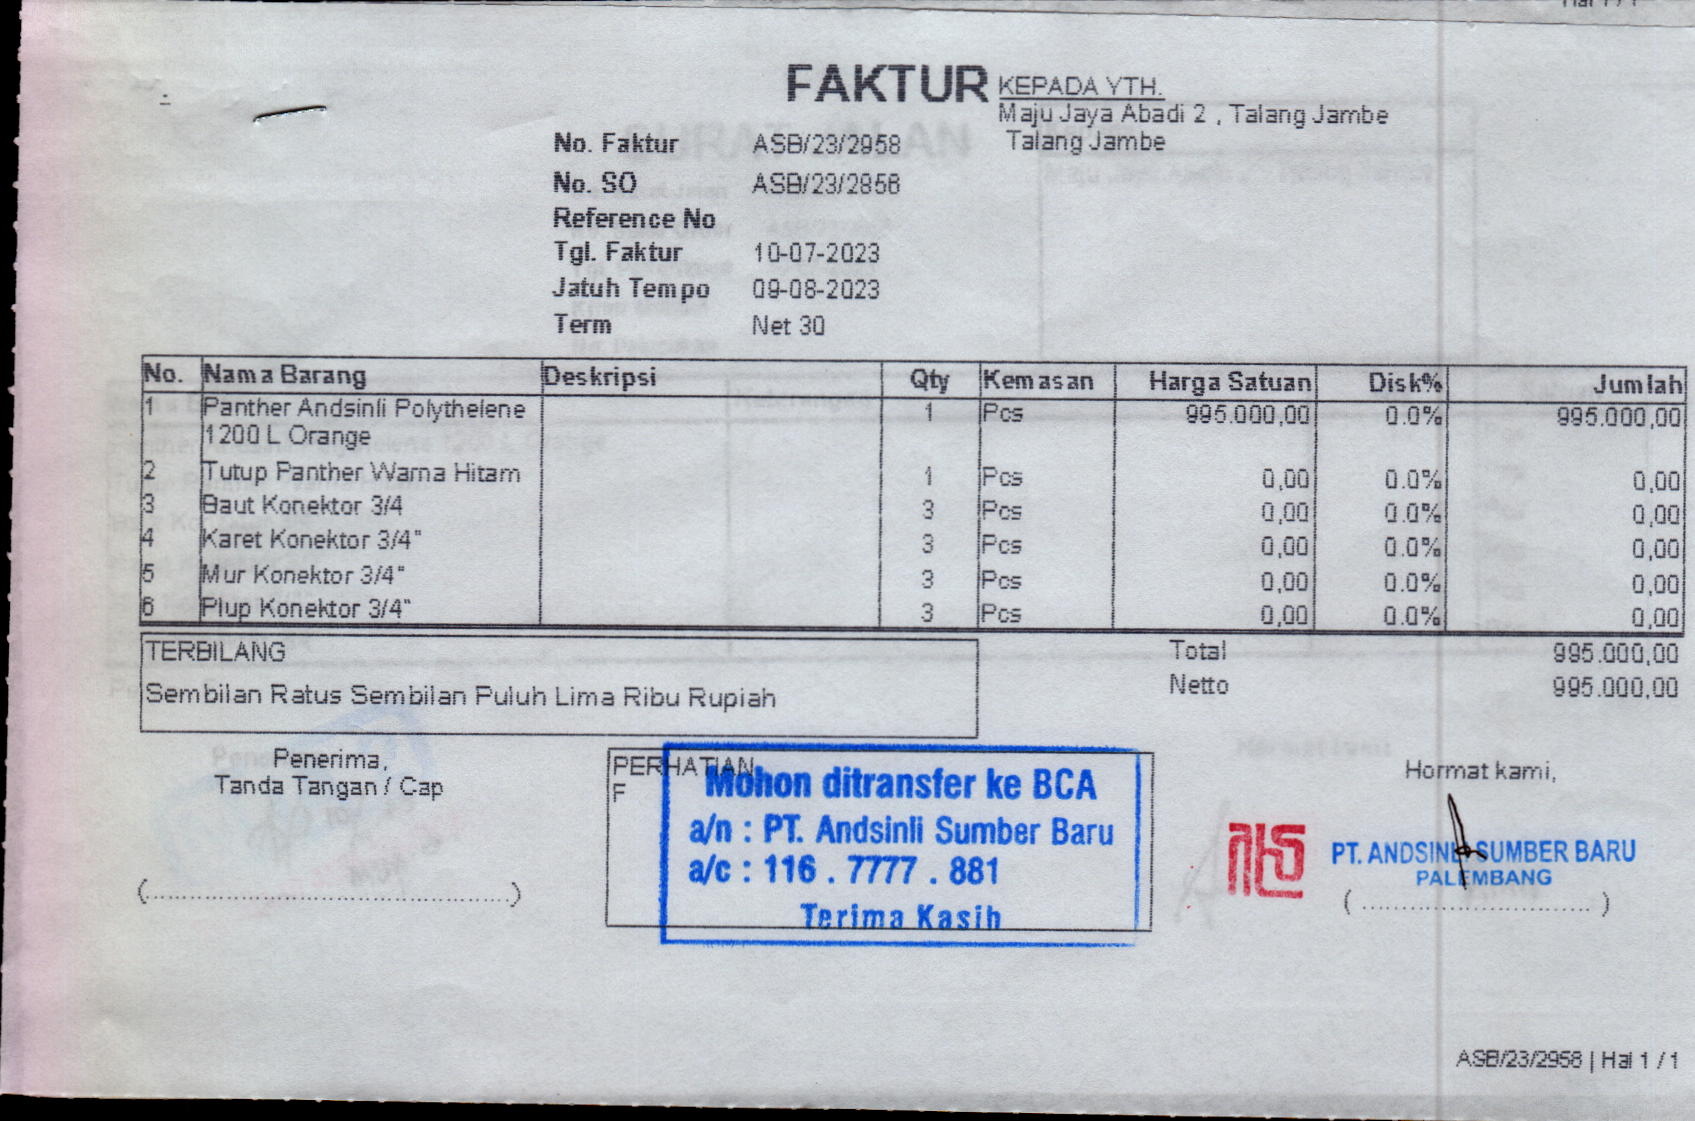 FAKTUR
KEPADA YTH.
Maju Jaya Abadi 2 , Talang Jambe
Talang Jambe
No. Faktur ASB/23/2958
No. SO ASB/23/2858
Reference No
Tgl. Faktur 10-07-2023
Jatuh Tempo 09-08-2023
Term Net 30
No. Nama Barang Deskripsi Qty Kemasan Harga Satuan Disk% Jumlah
1 Panther Andsinli Polythelene 1 Pcs 995.000,00 0.0% 995.000,00
1200 L Orange
2 Tutup Panther Warna Hitam 1 Pcs 0,00 0.0% 0,00
3 Baut Konektor 3/4 3 Pcs 0,00 0.0% 0,00
4 Karet Konektor 3/4" 3 Pcs 0,00 0.0% 0,00
5 Mur Konektor 3/4" 3 Pcs 0,00 0.0% 0,00
6 Plup Konektor 3/4" 3 Pcs 0,00 0.0% 0,00
TERBILANG
Sembilan Ratus Sembilan Puluh Lima Ribu Rupiah
Total 995.000,00
Netto 995.000,00
Penerima,
Tanda Tangan / Cap
(..............................................)
PERHATIAN
F
Mohon ditransfer ke BCA
a/n : PT. Andsinli Sumber Baru
a/c : 116 . 7777 . 881
Terima Kasih
Hormat kami,
PT. ANDSINLI SUMBER BARU
PALEMBANG
( ............................. )
ASB/23/2958 | Hal 1 / 1